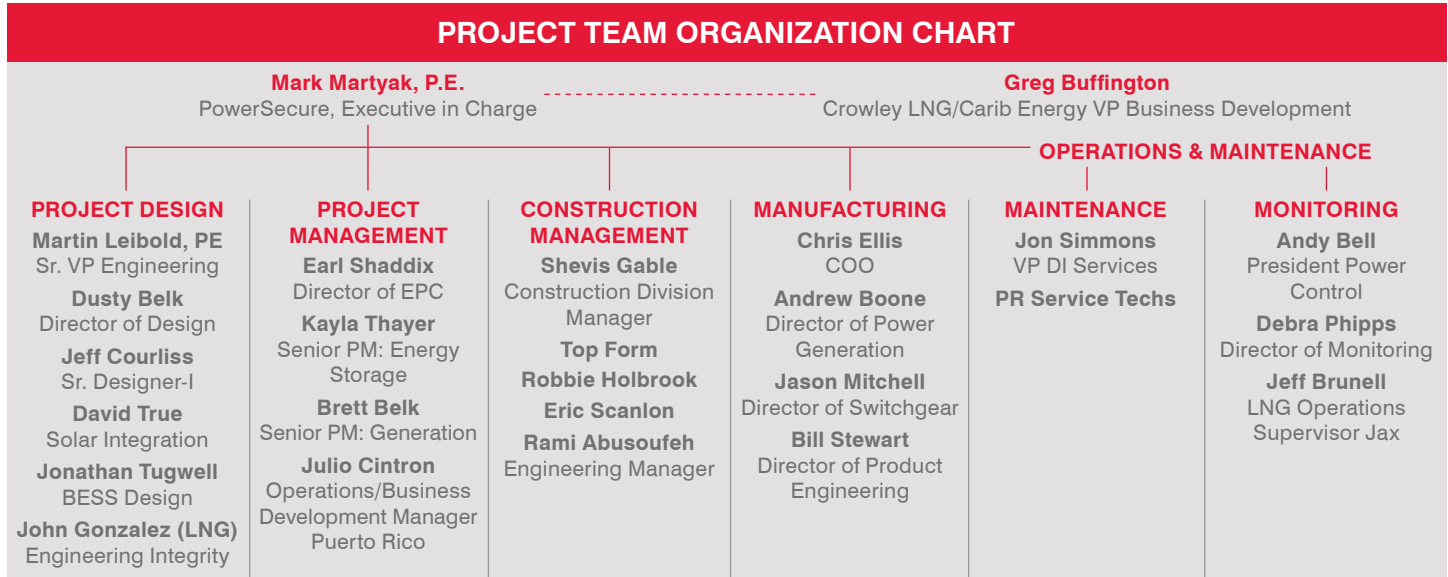 PROJECT TEAM ORGANIZATION CHART
Mark Martyak, P.E.
PowerSecure, Executive in Charge
Greg Buffington
Crowley LNG/Carib Energy VP Business Development
OPERATIONS & MAINTENANCE
PROJECT DESIGN
Martin Leibold, PE
Sr. VP Engineering
Dusty Belk
Director of Design
Jeff Courliss
Sr. Designer-I
David True
Solar Integration
Jonathan Tugwell
BESS Design
John Gonzalez (LNG)
Engineering Integrity
PROJECT
MANAGEMENT
Earl Shaddix
Director of EPC
Kayla Thayer
Senior PM: Energy
Storage
Brett Belk
Senior PM: Generation
Julio Cintron
Operations/Business
Development Manager
Puerto Rico
CONSTRUCTION
MANAGEMENT
Shevis Gable
Construction Division
Manager
Top Form
Robbie Holbrook
Eric Scanlon
Rami Abusoufeh
Engineering Manager
MANUFACTURING
Chris Ellis
COO
Andrew Boone
Director of Power
Generation
Jason Mitchell
Director of Switchgear
Bill Stewart
Director of Product
Engineering
MAINTENANCE
Jon Simmons
VP DI Services
PR Service Techs
MONITORING
Andy Bell
President Power
Control
Debra Phipps
Director of Monitoring
Jeff Brunell
LNG Operations
Supervisor Jax